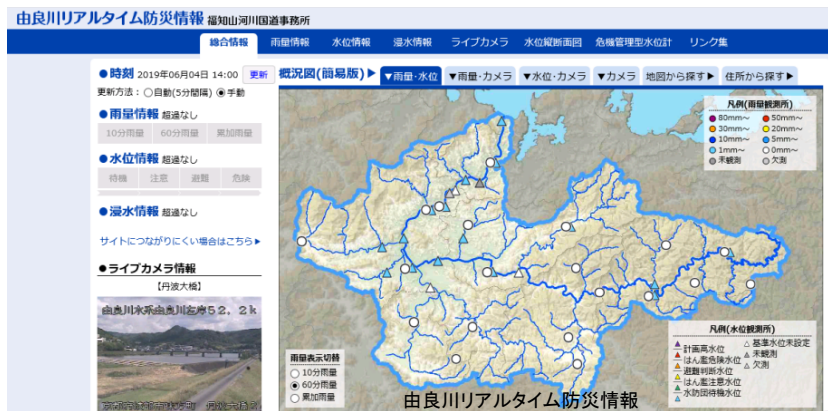 由良川リアルタイム防災情報 福知山河川国道事務所
総合情報 雨量情報 水位情報 浸水情報 ライブカメラ 水位縦断面図 危機管理型水位計 リンク集
●時刻 2019年06月04日 14:00 更新
更新方法：○自動(5分間隔) ◉手動
●雨量情報 超過なし
10分雨量 60分雨量 累加雨量
●水位情報 超過なし
待機 注意 避難 危険
●浸水情報 超過なし
サイトにつながりにくい場合はこちら▶
●ライブカメラ情報
【丹波大橋】
由良川水系由良川左岸52.2k
概況図(簡易版)▶ ▼雨量·水位 ▼雨量·カメラ ▼水位·カメラ ▼カメラ 地図から探す▶ 住所から探す▶
凡例(雨量観測所)
80mm～ 50mm～
30mm～ 20mm～
10mm～ 5mm～
1mm～ 0mm～
未観測 欠測
雨量表示切替
10分雨量
60分雨量
累加雨量
凡例(水位観測所)
計画高水位 基準水位未設定
はん濫危険水位 未観測
避難判断水位 欠測
はん濫注意水位
水防団待機水位
由良川リアルタイム防災情報